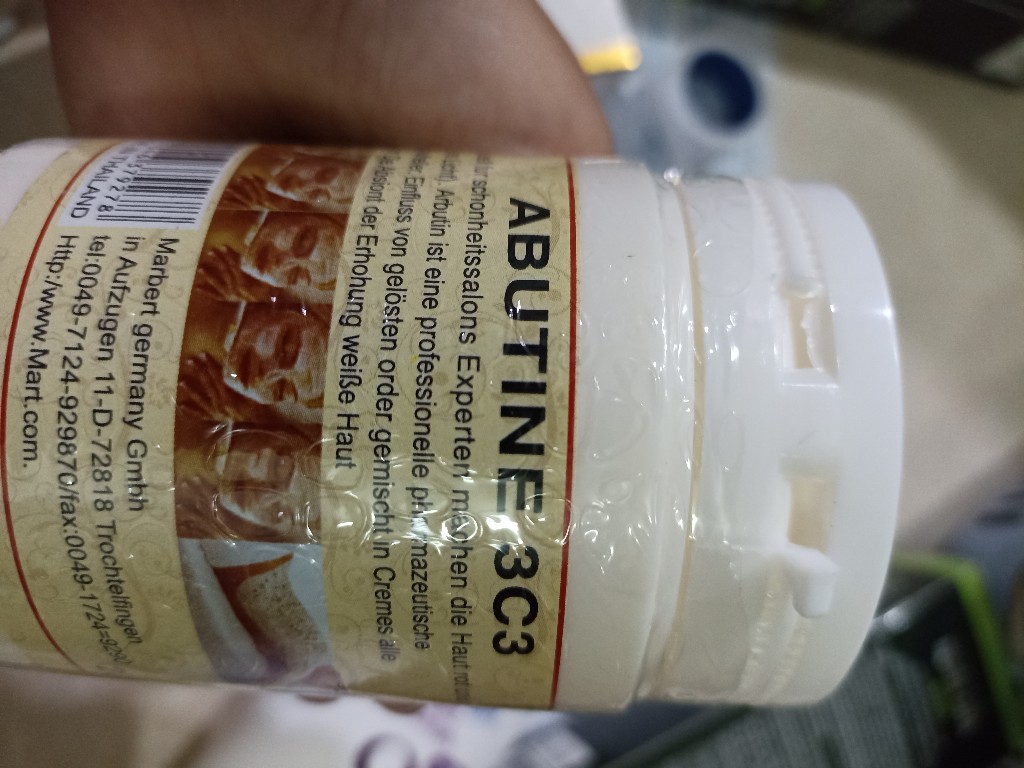 ABUTINE 3C3
schonheitssalons Experten machen die Haut
Arbutin ist eine professionelle pharmazeutische
Einfluss von gelösten order gemischt in Cremes alle
der Erhohung weiße Haut
THAILAND
Marbert germany Gmbh
in Aufzugen 11-D-72818 Trochtelfingen
tel:0049-7124-929870/fax:0049-1724=929
Http:/www.Mart.com.